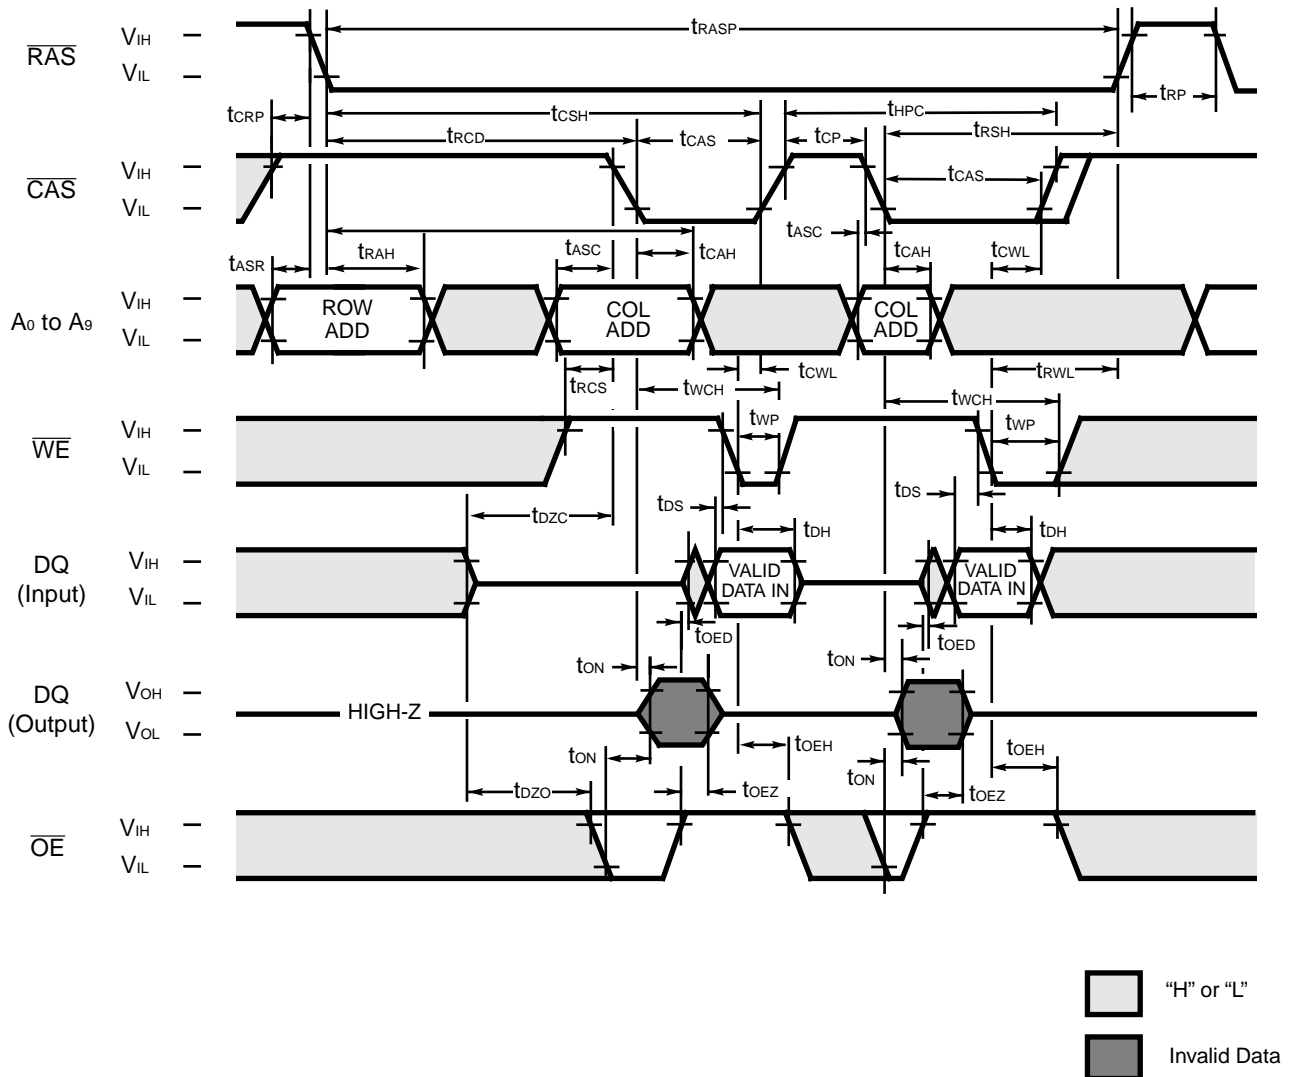 tRASP
RAS
VIH
VIL
tRP
tCRP
tCSH
tHPC
tRCD
tCAS
tCP
tRSH
CAS
VIH
VIL
tCAS
tASC
tASR
tRAH
tASC
tCAH
tCAH
tCWL
A0 to A9
VIH
VIL
ROW
ADD
COL
ADD
COL
ADD
tRCS
tWCH
tCWL
tRWL
tWCH
WE
VIH
VIL
tWP
tWP
tDZC
tDS
tDH
tDS
tDH
DQ
(Input)
VIH
VIL
VALID
DATA IN
VALID
DATA IN
tOED
tOED
tON
tON
DQ
(Output)
VOH
VOL
HIGH-Z
tON
tOEH
tON
tOEH
tDZO
tOEZ
tOEZ
OE
VIH
VIL
“H” or “L”
Invalid Data